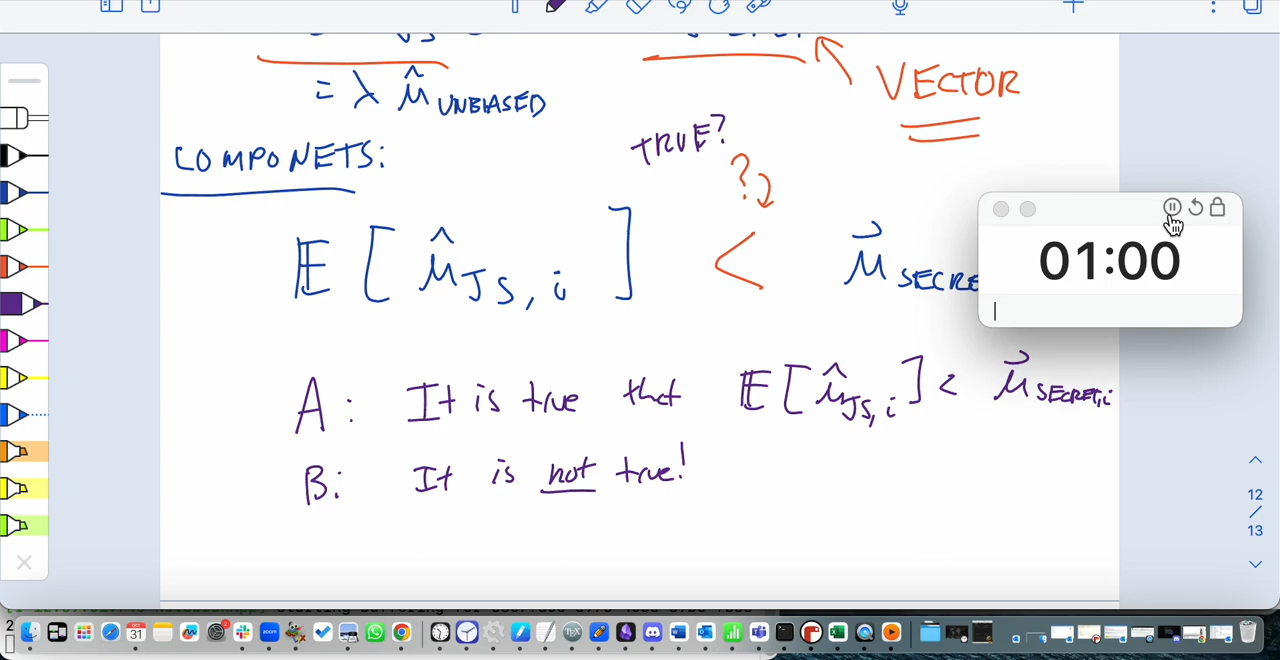 = λ μ̂ UNBIASED
VECTOR
TRUE?
COMPONETS:
?
𝔼 [ μ̂ JS, i ] < μ⃗ SECRE
01:00
A: It is true that 𝔼 [ μ̂ JS, i ] < μ⃗ SECRET, i
B: It is not true!
12
/
13